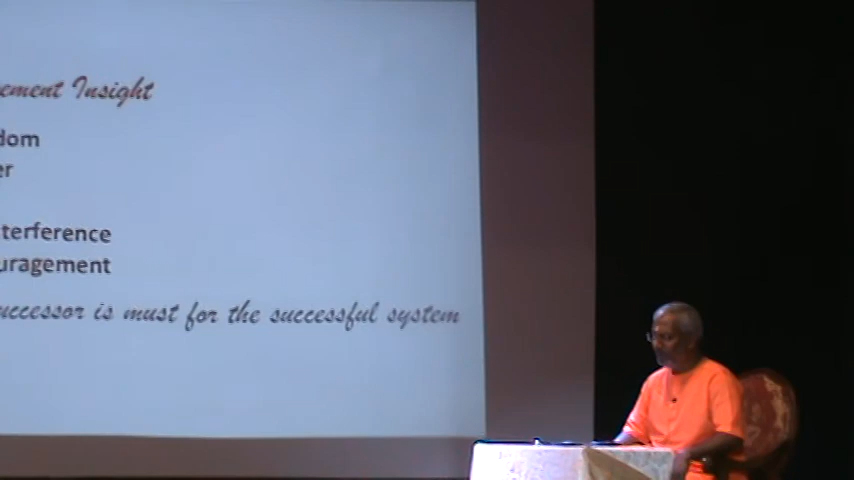 ement Insight
dom
er
terference
uragement
uccessor is must for the successful system